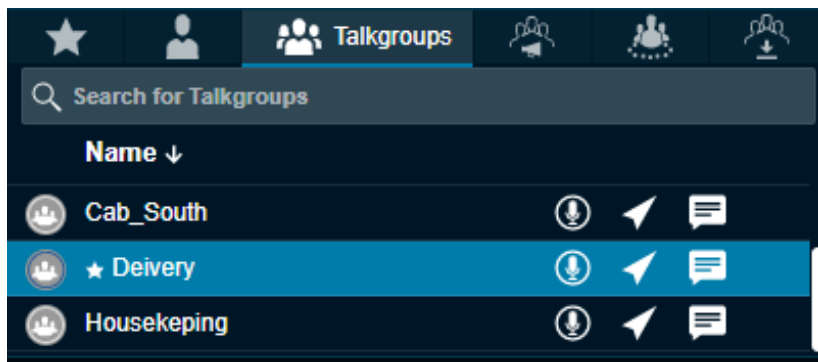 Talkgroups
Search for Talkgroups
Name ↓
Cab_South
Deivery
Housekeping